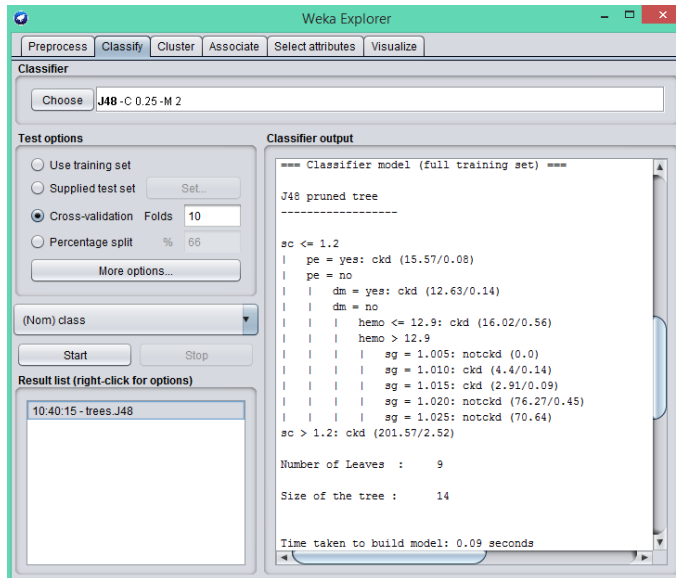 Weka Explorer
Preprocess Classify Cluster Associate Select attributes Visualize
Classifier
Choose J48 -C 0.25 -M 2
Test options
Use training set
Supplied test set Set...
Cross-validation Folds 10
Percentage split % 66
More options...
(Nom) class
Start Stop
Result list (right-click for options)
10:40:15 - trees.J48
Classifier output
=== Classifier model (full training set) ===
J48 pruned tree
------------------
sc <= 1.2
|   pe = yes: ckd (15.57/0.08)
|   pe = no
|   |   dm = yes: ckd (12.63/0.14)
|   |   dm = no
|   |   |   hemo <= 12.9: ckd (16.02/0.56)
|   |   |   hemo > 12.9
|   |   |   |   sg = 1.005: notckd (0.0)
|   |   |   |   sg = 1.010: ckd (4.4/0.14)
|   |   |   |   sg = 1.015: ckd (2.91/0.09)
|   |   |   |   sg = 1.020: notckd (76.27/0.45)
|   |   |   |   sg = 1.025: notckd (70.64)
sc > 1.2: ckd (201.57/2.52)
Number of Leaves  :     9
Size of the tree :      14
Time taken to build model: 0.09 seconds